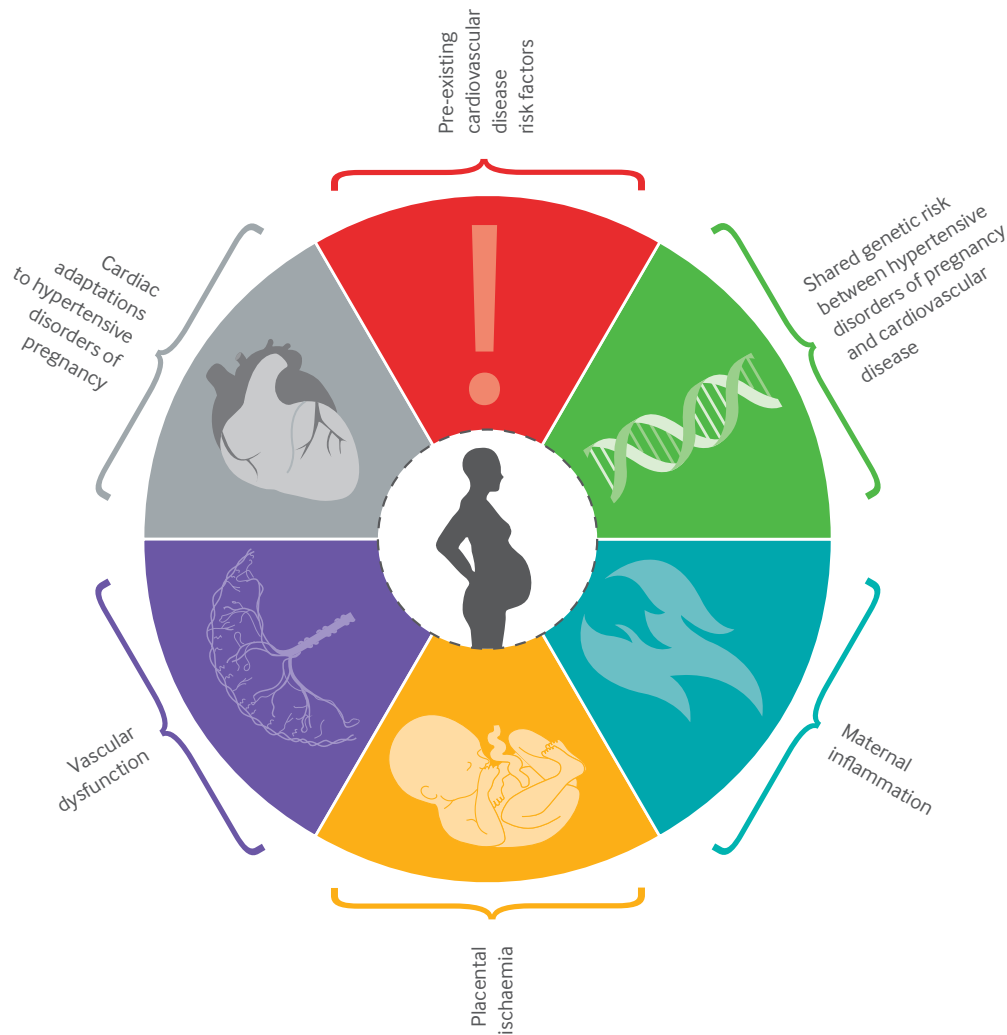 Pre-existing
cardiovascular
disease
risk factors
Shared genetic risk
between hypertensive
disorders of pregnancy
and cardiovascular
disease
Maternal
inflammation
Placental
ischaemia
Vascular
dysfunction
Cardiac
adaptations
to hypertensive
disorders of
pregnancy